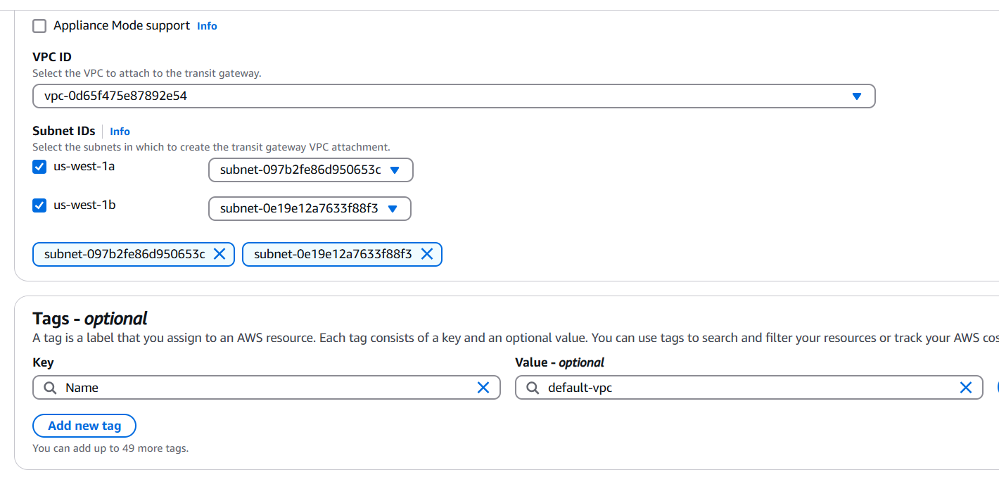 Appliance Mode support Info
VPC ID
Select the VPC to attach to the transit gateway.
vpc-0d65f475e87892e54
Subnet IDs Info
Select the subnets in which to create the transit gateway VPC attachment.
us-west-1a subnet-097b2fe86d950653c
us-west-1b subnet-0e19e12a7633f88f3
subnet-097b2fe86d950653c subnet-0e19e12a7633f88f3
Tags - optional
A tag is a label that you assign to an AWS resource. Each tag consists of a key and an optional value. You can use tags to search and filter your resources or track your AWS cos
Key Value - optional
Name default-vpc
Add new tag
You can add up to 49 more tags.